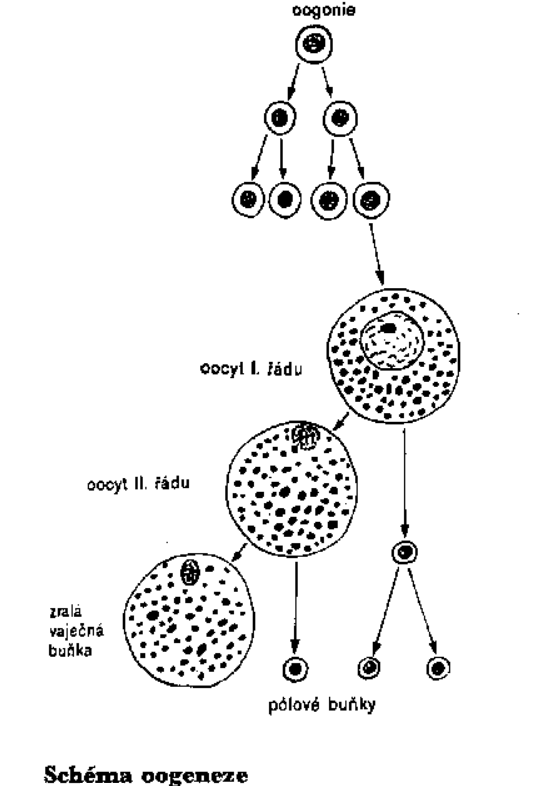 oogonie
oocyt I. řádu
oocyt II. řádu
zralá
vaječná
buňka
pólové buňky
Schéma oogeneze